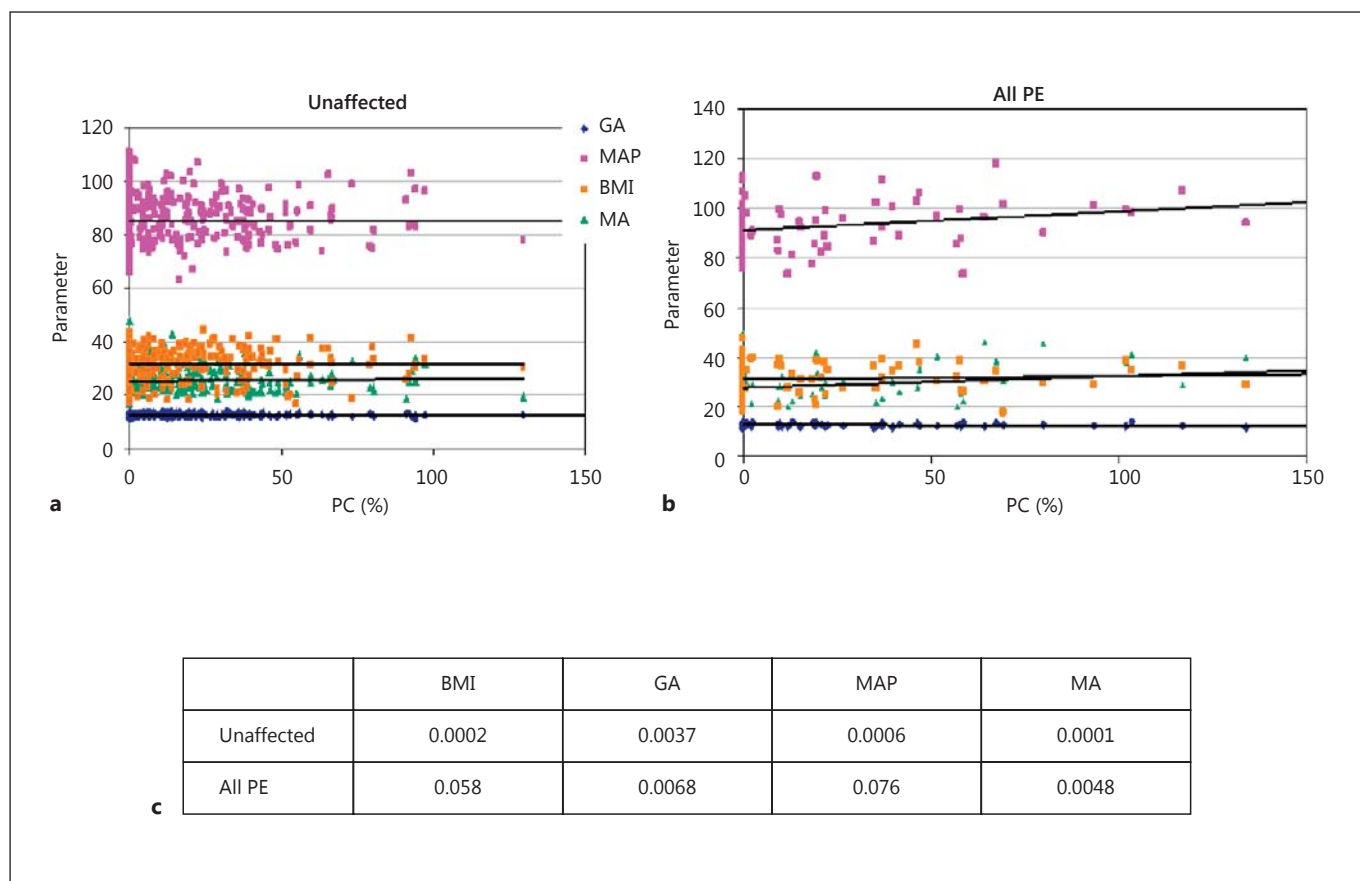 Unaffected
120
100
80
60
40
20
0
Parameter
0 50 100 150
PC (%)
a
GA
MAP
BMI
MA
All PE
140
120
100
80
60
40
20
0
Parameter
0 50 100 150
PC (%)
b
BMI GA MAP MA
Unaffected 0.0002 0.0037 0.0006 0.0001
All PE 0.058 0.0068 0.076 0.0048
c